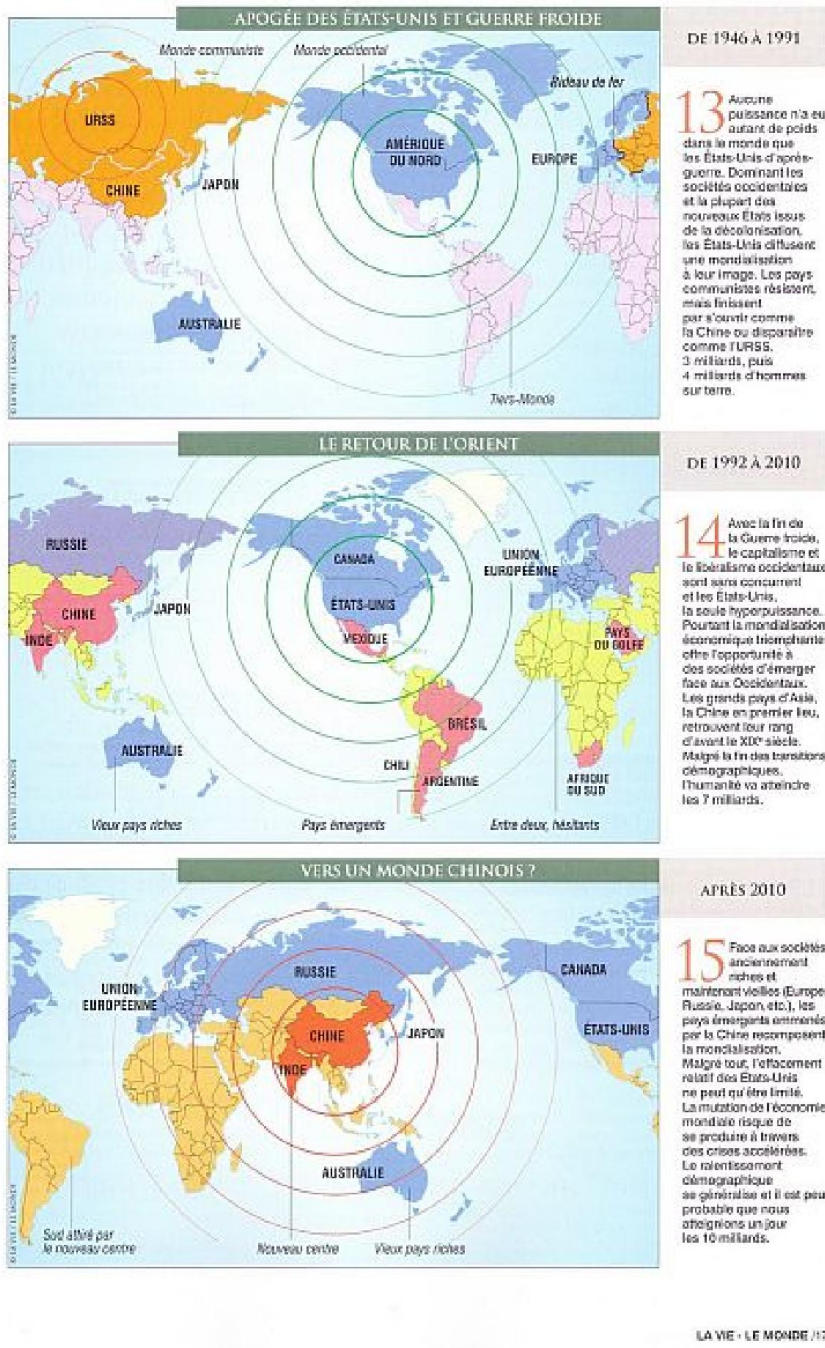 APOGÉE DES ÉTATS-UNIS ET GUERRE FROIDE
Monde communiste
Monde occidental
Rideau de fer
URSS
CHINE
JAPON
AMÉRIQUE
DU NORD
EUROPE
AUSTRALIE
Tiers-Monde
© LA VIE / LE MONDE
DE 1946 À 1991
13 Aucune
puissance n'a eu
autant de poids
dans le monde que
les États-Unis d'après-
guerre. Dominant les
sociétés occidentales
et la plupart des
nouveaux États issus
de la décolonisation,
les États-Unis diffusent
une mondialisation
à leur image. Les pays
communistes résistent,
mais finissent
par s'ouvrir comme
la Chine ou disparaître
comme l'URSS.
3 milliards, puis
4 milliards d'hommes
sur terre.
LE RETOUR DE L'ORIENT
RUSSIE
CHINE
INDE
JAPON
CANADA
ÉTATS-UNIS
MEXIQUE
UNION
EUROPÉENNE
PAYS
DU GOLFE
BRÉSIL
CHILI
ARGENTINE
AFRIQUE
DU SUD
AUSTRALIE
Vieux pays riches
Pays émergents
Entre deux, hésitants
© LA VIE / LE MONDE
DE 1992 À 2010
14 Avec la fin de
la Guerre froide,
le capitalisme et
le libéralisme occidentaux
sont sans concurrent
et les États-Unis,
la seule hyperpuissance.
Pourtant la mondialisation
économique triomphante
offre l'opportunité à
des sociétés d'émerger
face aux Occidentaux.
Les grands pays d'Asie,
la Chine en premier lieu,
retrouvent leur rang
d'avant le XIXe siècle.
Malgré la fin des transitions
démographiques,
l'humanité va atteindre
les 7 milliards.
VERS UN MONDE CHINOIS ?
UNION
EUROPÉENNE
RUSSIE
CHINE
INDE
JAPON
CANADA
ÉTATS-UNIS
AUSTRALIE
Sud attiré par
le nouveau centre
Nouveau centre
Vieux pays riches
© LA VIE / LE MONDE
APRÈS 2010
15 Face aux sociétés
anciennement
riches et
maintenant vieillies (Europe,
Russie, Japon, etc.), les
pays émergents emmenés
par la Chine recomposent
la mondialisation.
Malgré tout, l'effacement
relatif des États-Unis
ne peut qu'être limité.
La mutation de l'économie
mondiale risque de
se produire à travers
des crises accélérées.
Le ralentissement
démographique
se généralise et il est peu
probable que nous
atteignions un jour
les 10 milliards.
LA VIE - LE MONDE /17